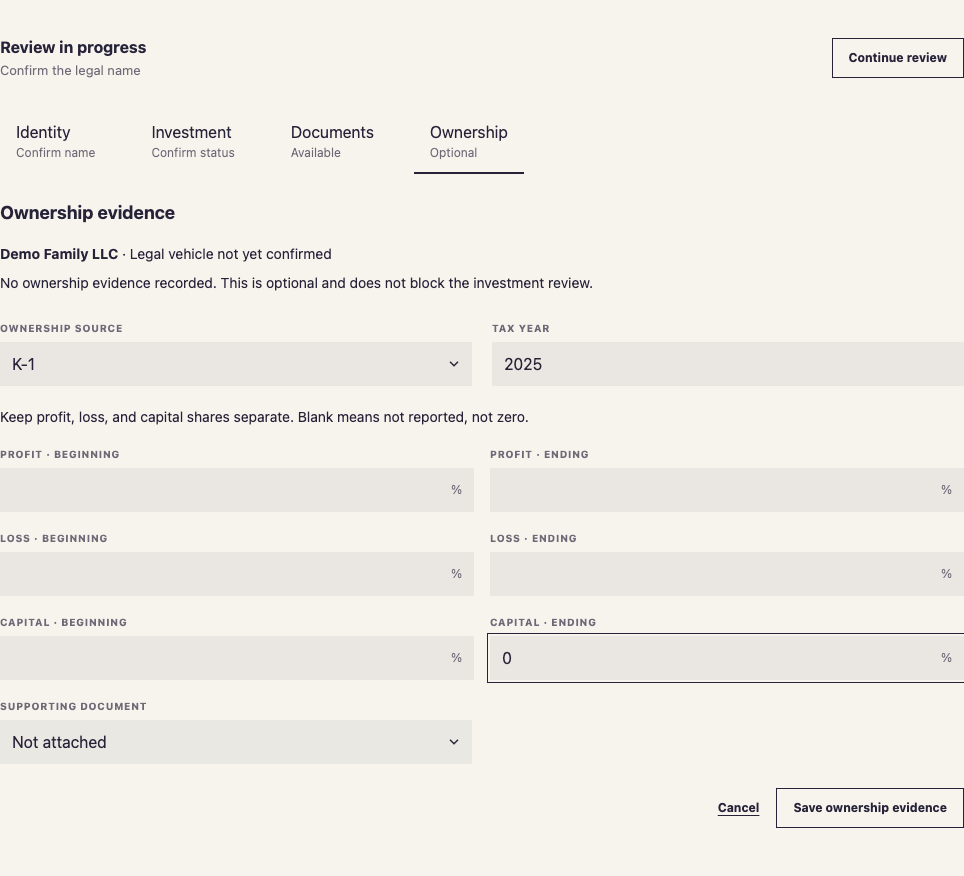 Review in progress
Confirm the legal name
Continue review
Identity
Confirm name
Investment
Confirm status
Documents
Available
Ownership
Optional
Ownership evidence
Demo Family LLC · Legal vehicle not yet confirmed
No ownership evidence recorded. This is optional and does not block the investment review.
OWNERSHIP SOURCE
TAX YEAR
K-1
2025
Keep profit, loss, and capital shares separate. Blank means not reported, not zero.
PROFIT · BEGINNING
PROFIT · ENDING
%
%
LOSS · BEGINNING
LOSS · ENDING
%
%
CAPITAL · BEGINNING
CAPITAL · ENDING
%
0
%
SUPPORTING DOCUMENT
Not attached
Cancel
Save ownership evidence